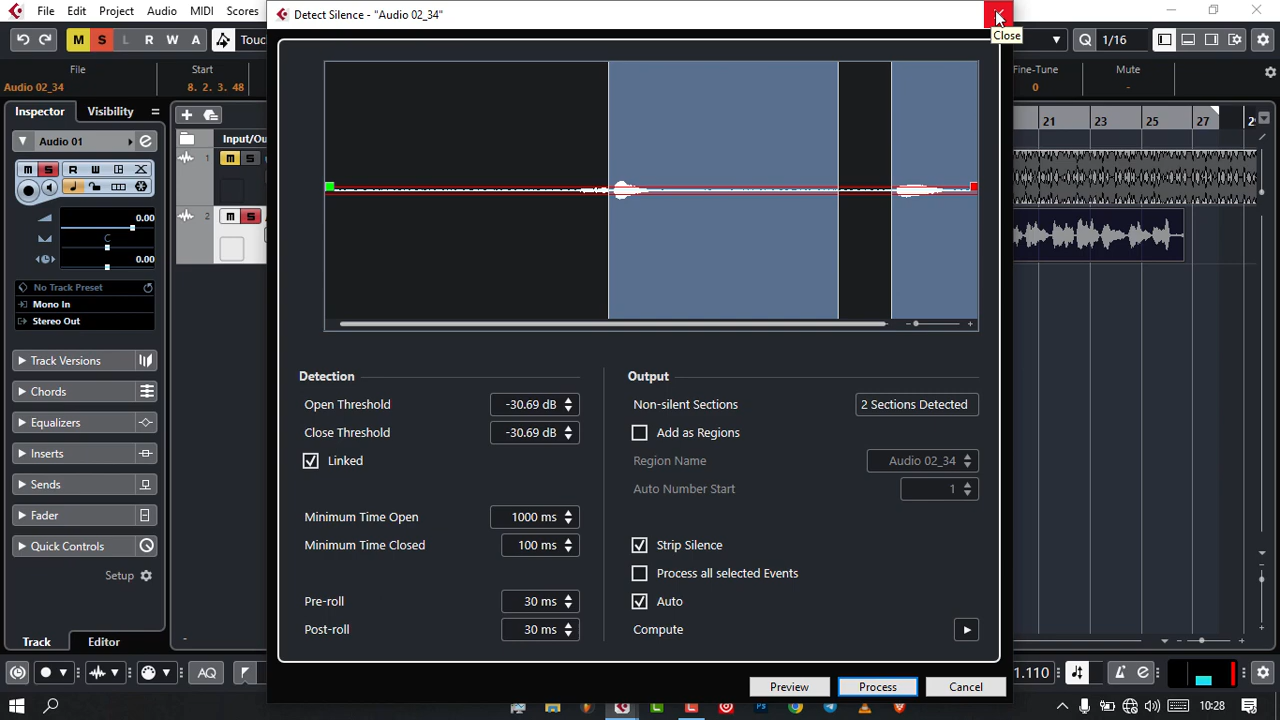 File Edit Project Audio MIDI Scores
Detect Silence - "Audio 02_34"
Close
M S L R W A Touc
1/16
File
Audio 02_34
Start
8. 2. 3. 48
Fine-Tune
0
Mute
-
Inspector Visibility
Input/Ou
21 23 25 27
Audio 01
M S R W
1 M S
2 M S
0.00
C
0.00
No Track Preset
Mono In
Stereo Out
Track Versions
Chords
Equalizers
Inserts
Sends
Fader
Quick Controls
Setup
Track Editor
Detection
Open Threshold -30.69 dB
Close Threshold -30.69 dB
Linked
Minimum Time Open 1000 ms
Minimum Time Closed 100 ms
Pre-roll 30 ms
Post-roll 30 ms
Output
Non-silent Sections 2 Sections Detected
Add as Regions
Region Name Audio 02_34
Auto Number Start 1
Strip Silence
Process all selected Events
Auto
Compute
Preview Process Cancel
AQ
1.110
10:28